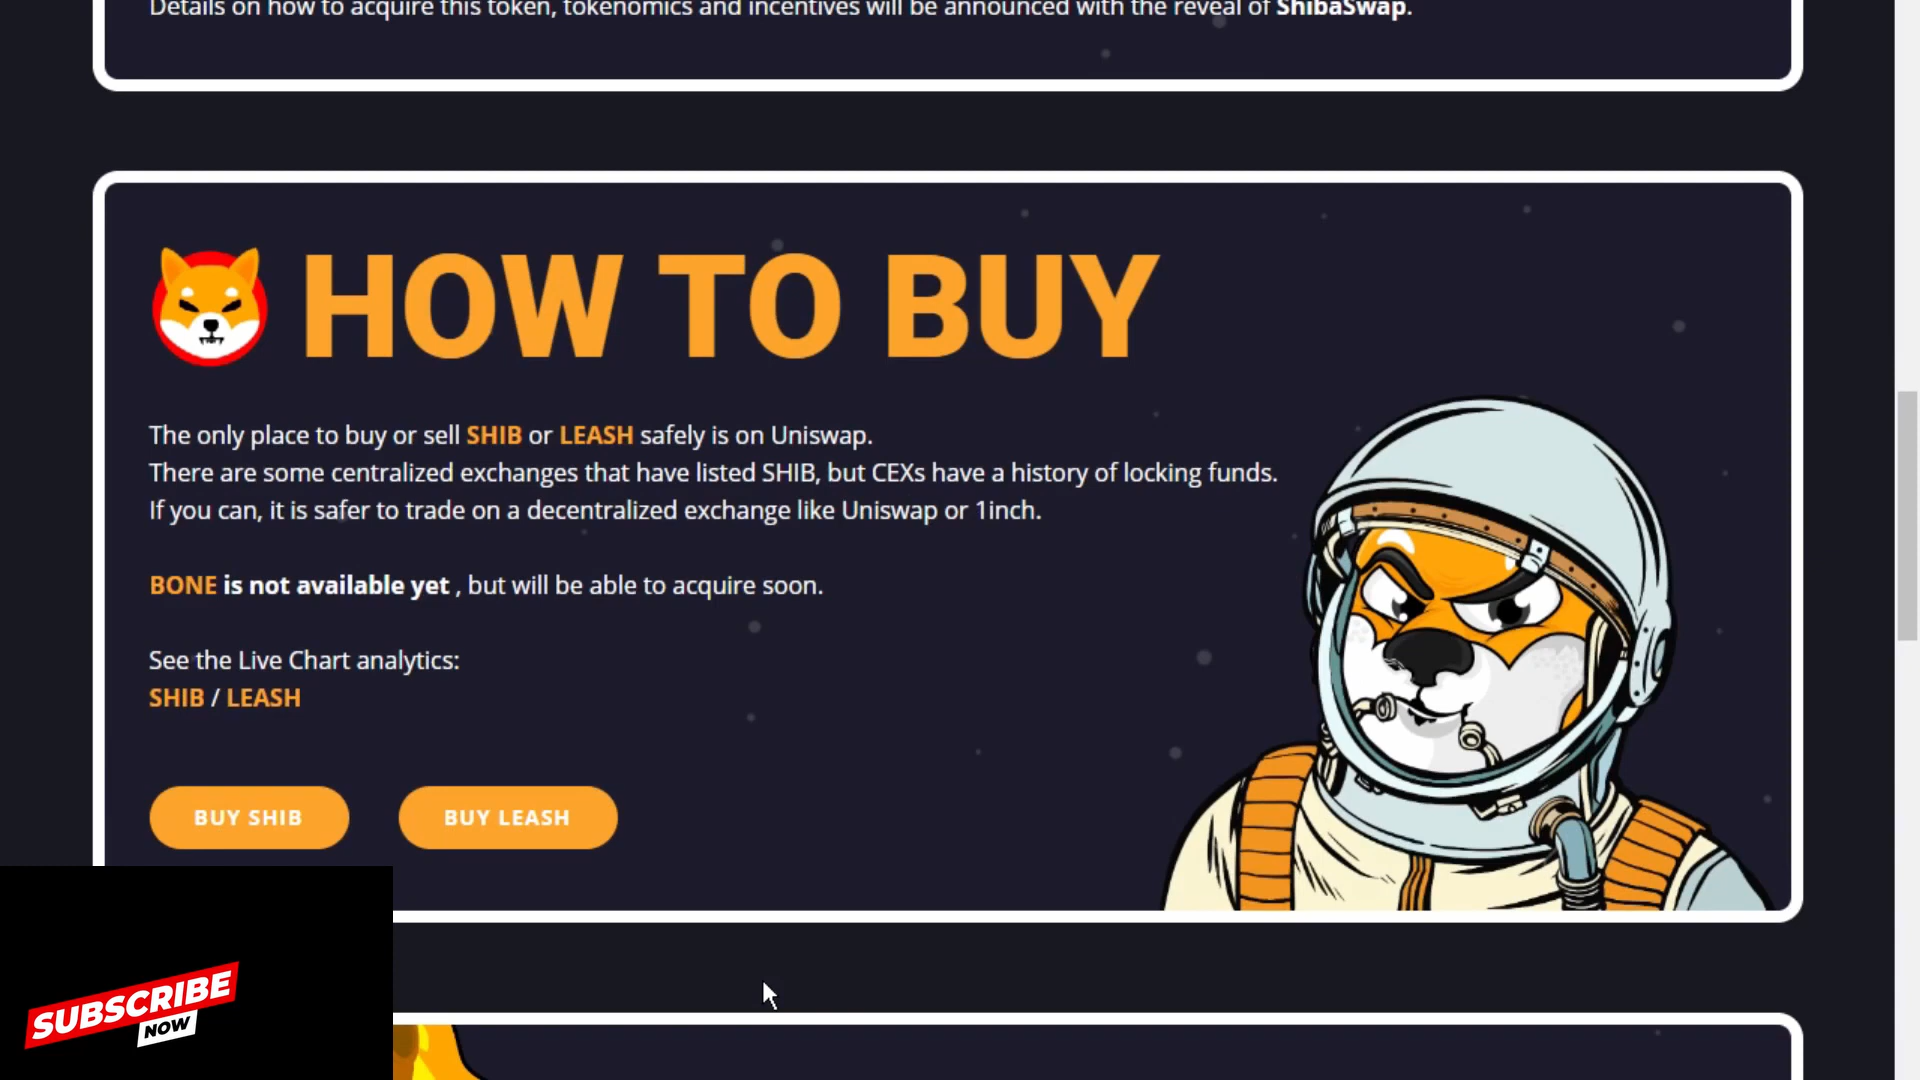 Details on how to acquire this token, tokenomics and incentives will be announced with the reveal of ShibaSwap.
HOW TO BUY
The only place to buy or sell SHIB or LEASH safely is on Uniswap.
There are some centralized exchanges that have listed SHIB, but CEXs have a history of locking funds.
If you can, it is safer to trade on a decentralized exchange like Uniswap or 1inch.
BONE is not available yet , but will be able to acquire soon.
See the Live Chart analytics:
SHIB / LEASH
BUY SHIB
BUY LEASH
SUBSCRIBE
NOW